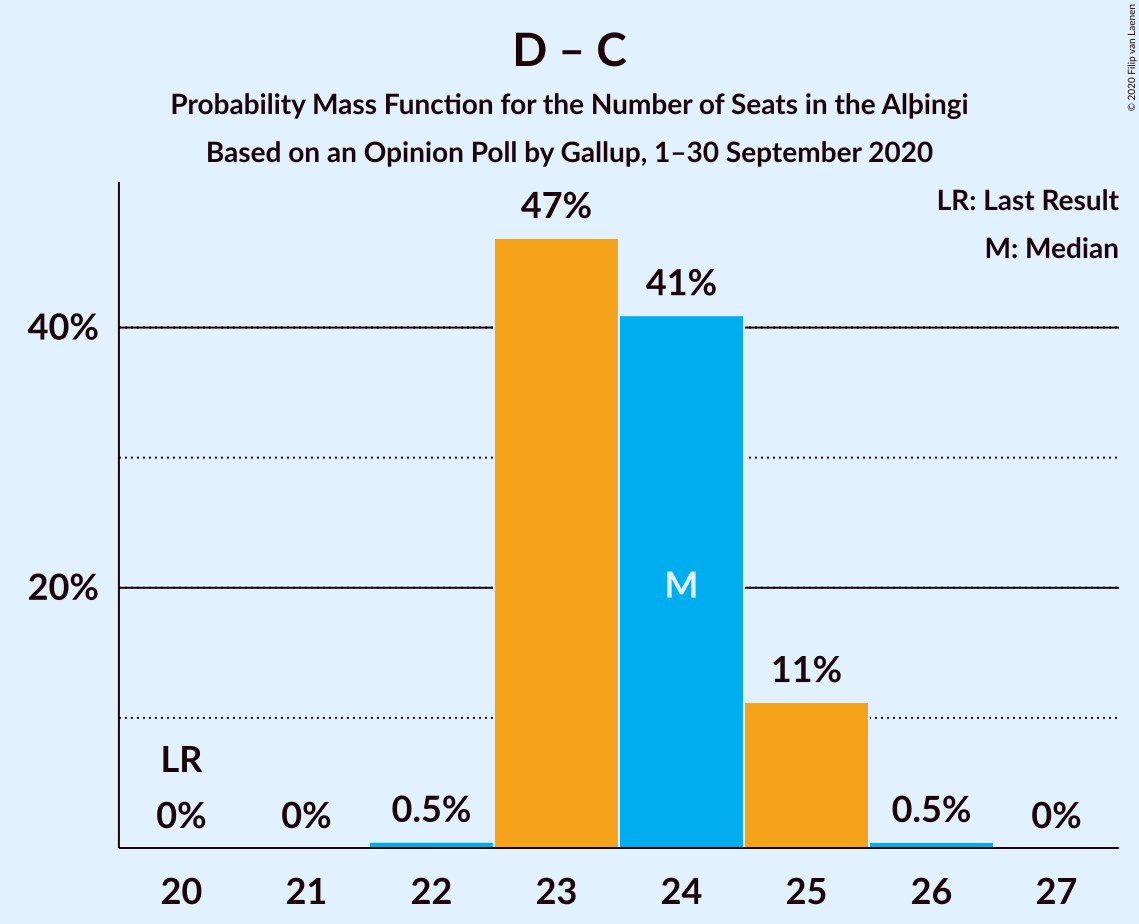 D – C
Probability Mass Function for the Number of Seats in the Alþingi
Based on an Opinion Poll by Gallup, 1–30 September 2020
© 2020 Filip van Laenen
LR: Last Result
M: Median
47%
41%
40%
M
20%
11%
LR
0%
0%
0.5%
0.5%
0%
20
21
22
23
24
25
26
27